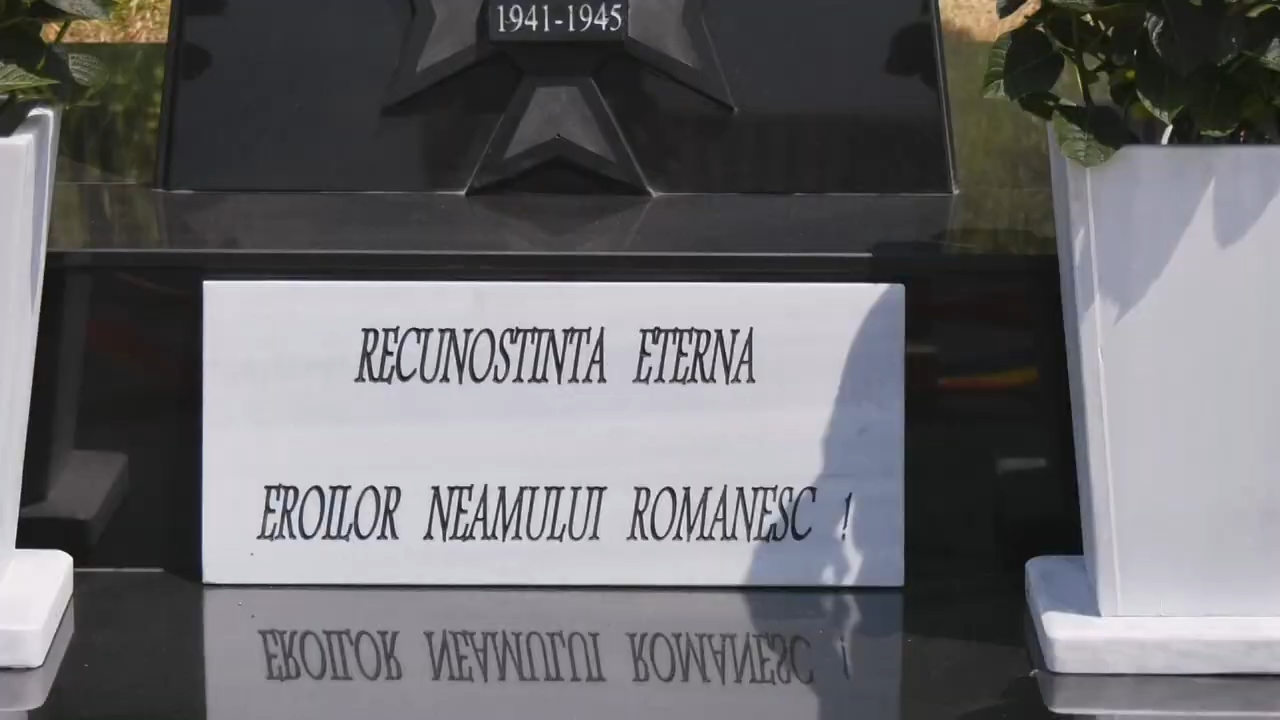 1941-1945
RECUNOSTINTA ETERNA
EROILOR NEAMULUI ROMANESC !